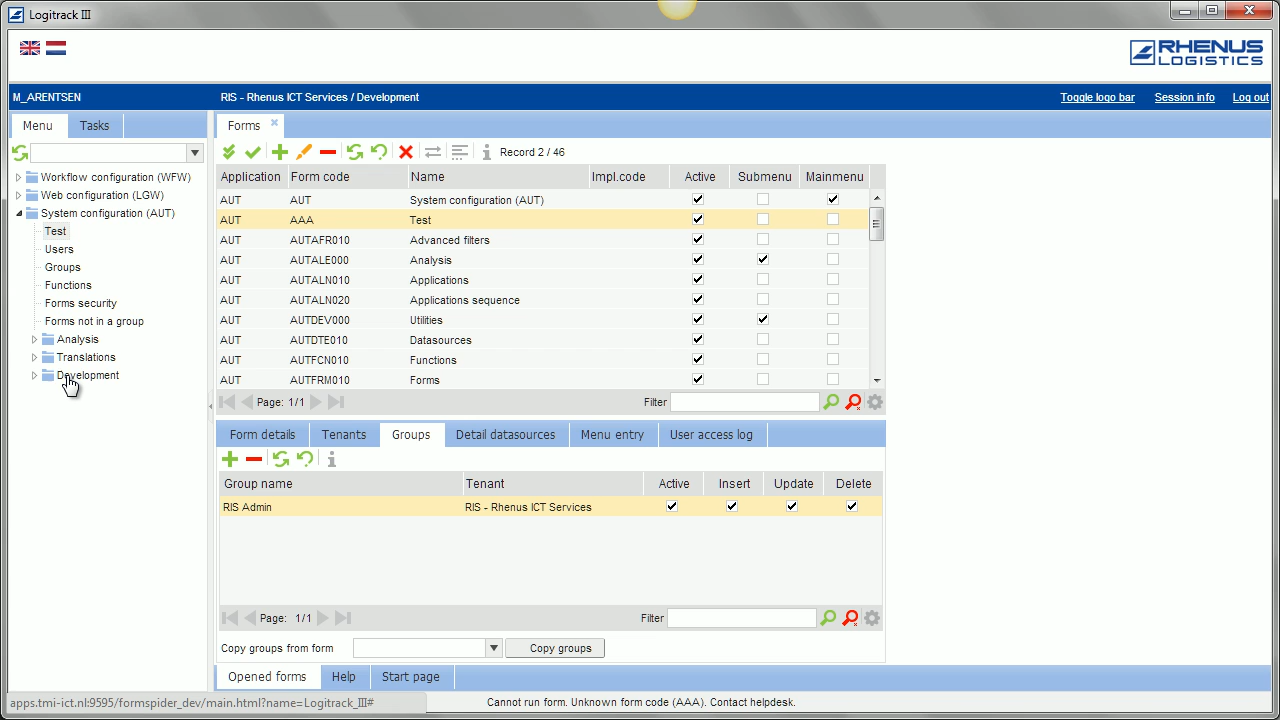 Logitrack III
RHENUS
LOGISTICS
M_ARENTSEN
RIS - Rhenus ICT Services / Development
Toggle logo bar
Session info
Log out
Menu
Tasks
Workflow configuration (WFW)
Web configuration (LGW)
System configuration (AUT)
Test
Users
Groups
Functions
Forms security
Forms not in a group
Analysis
Translations
Development
Forms
Record 2 / 46
Application Form code Name Impl.code Active Submenu Mainmenu
AUT AUT System configuration (AUT)
AUT AAA Test
AUT AUTAFR010 Advanced filters
AUT AUTALE000 Analysis
AUT AUTALN010 Applications
AUT AUTALN020 Applications sequence
AUT AUTDEV000 Utilities
AUT AUTDTE010 Datasources
AUT AUTFCN010 Functions
AUT AUTFRM010 Forms
Page: 1/1 Filter
Form details Tenants Groups Detail datasources Menu entry User access log
Group name Tenant Active Insert Update Delete
RIS Admin RIS - Rhenus ICT Services
Page: 1/1 Filter
Copy groups from form Copy groups
Opened forms Help Start page
apps.tmi-ict.nl:9595/formspider_dev/main.html?name=Logitrack_III#
Cannot run form. Unknown form code (AAA). Contact helpdesk.